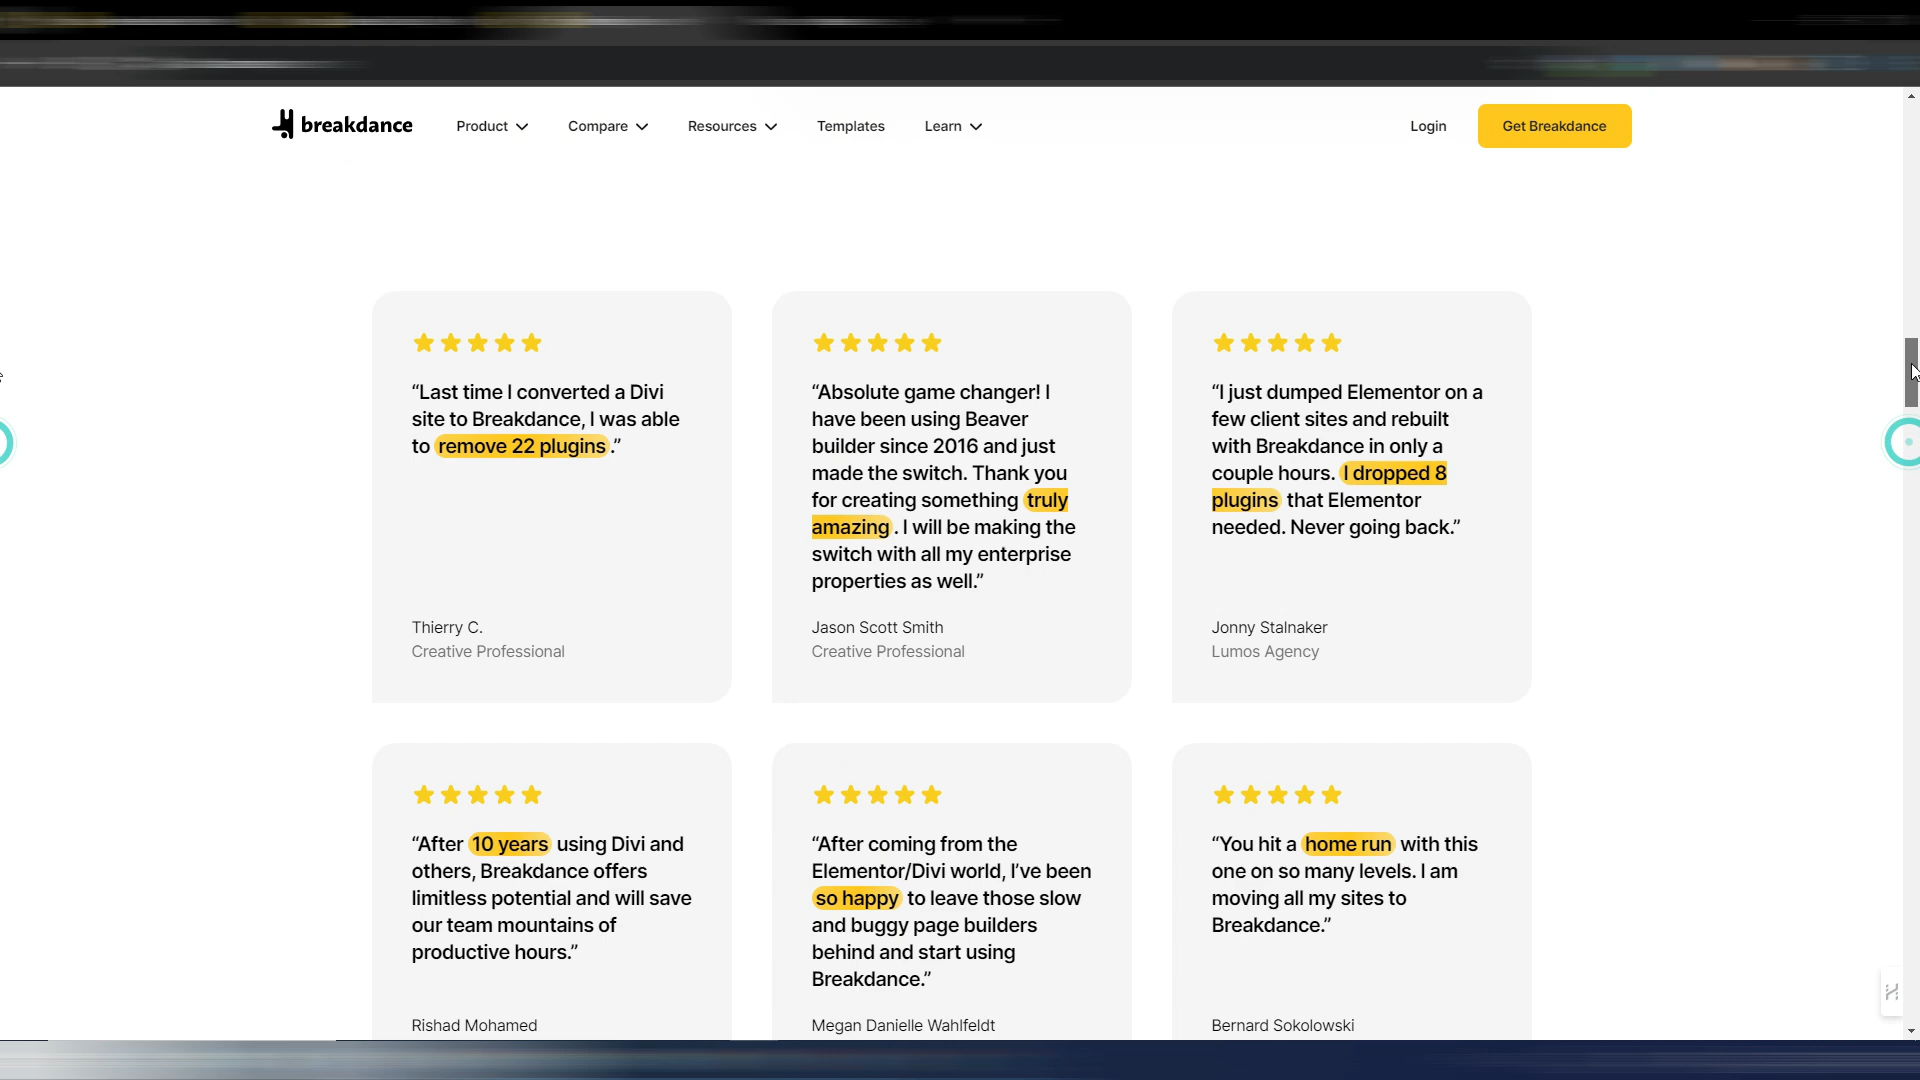 breakdance
Product
Compare
Resources
Templates
Learn
Login
Get Breakdance
“Last time I converted a Divi
site to Breakdance, I was able
to remove 22 plugins.”
Thierry C.
Creative Professional
“Absolute game changer! I
have been using Beaver
builder since 2016 and just
made the switch. Thank you
for creating something truly
amazing. I will be making the
switch with all my enterprise
properties as well.”
Jason Scott Smith
Creative Professional
“I just dumped Elementor on a
few client sites and rebuilt
with Breakdance in only a
couple hours. I dropped 8
plugins that Elementor
needed. Never going back.”
Jonny Stalnaker
Lumos Agency
“After 10 years using Divi and
others, Breakdance offers
limitless potential and will save
our team mountains of
productive hours.”
Rishad Mohamed
“After coming from the
Elementor/Divi world, I’ve been
so happy to leave those slow
and buggy page builders
behind and start using
Breakdance.”
Megan Danielle Wahlfeldt
“You hit a home run with this
one on so many levels. I am
moving all my sites to
Breakdance.”
Bernard Sokolowski